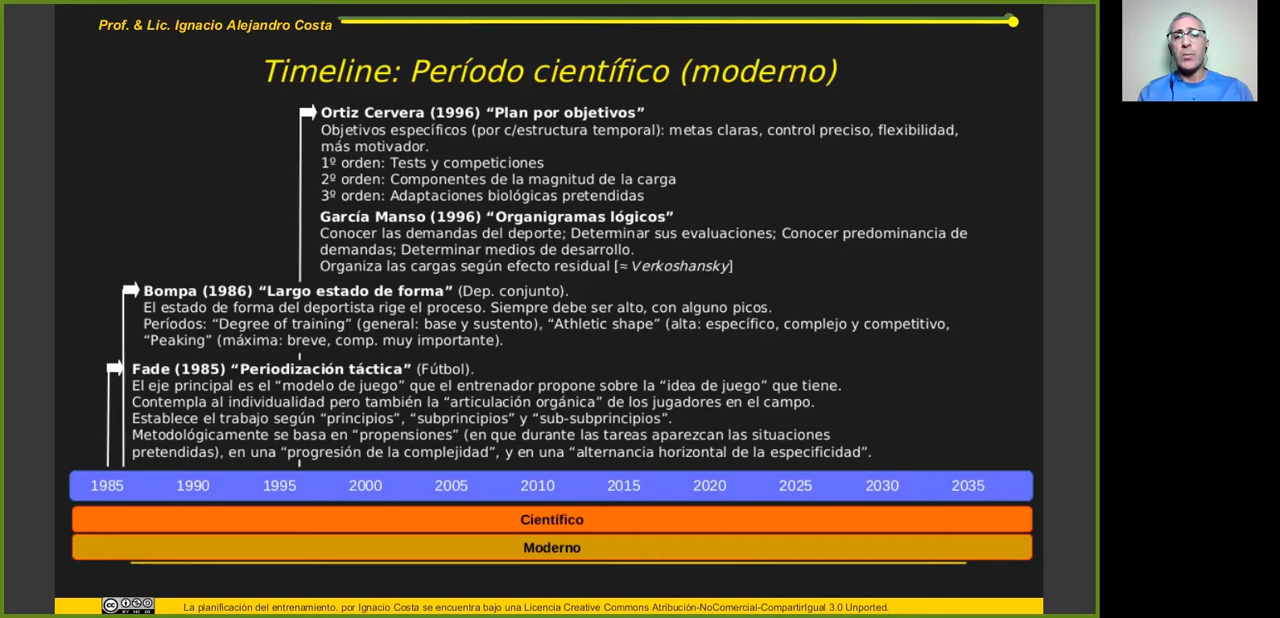 Prof. & Lic. Ignacio Alejandro Costa
Timeline: Período científico (moderno)
Ortiz Cervera (1996) “Plan por objetivos”
Objetivos específicos (por c/estructura temporal): metas claras, control preciso, flexibilidad,
más motivador.
1º orden: Tests y competiciones
2º orden: Componentes de la magnitud de la carga
3º orden: Adaptaciones biológicas pretendidas
García Manso (1996) “Organigramas lógicos”
Conocer las demandas del deporte; Determinar sus evaluaciones; Conocer predominancia de
demandas; Determinar medios de desarrollo.
Organiza las cargas según efecto residual [≈ Verkoshansky]
Bompa (1986) “Largo estado de forma” (Dep. conjunto).
El estado de forma del deportista rige el proceso. Siempre debe ser alto, con alguno picos.
Períodos: “Degree of training” (general: base y sustento), “Athletic shape” (alta: específico, complejo y competitivo,
“Peaking” (máxima: breve, comp. muy importante).
Fade (1985) “Periodización táctica” (Fútbol).
El eje principal es el “modelo de juego” que el entrenador propone sobre la “idea de juego” que tiene.
Contempla al individualidad pero también la “articulación orgánica” de los jugadores en el campo.
Establece el trabajo según “principios”, “subprincipios” y “sub-subprincipios”.
Metodológicamente se basa en “propensiones” (en que durante las tareas aparezcan las situaciones
pretendidas), en una “progresión de la complejidad”, y en una “alternancia horizontal de la especificidad”.
1985 1990 1995 2000 2005 2010 2015 2020 2025 2030 2035
Científico
Moderno
cc BY NC SA
La planificación del entrenamiento. por Ignacio Costa se encuentra bajo una Licencia Creative Commons Atribución-NoComercial-CompartirIgual 3.0 Unported.